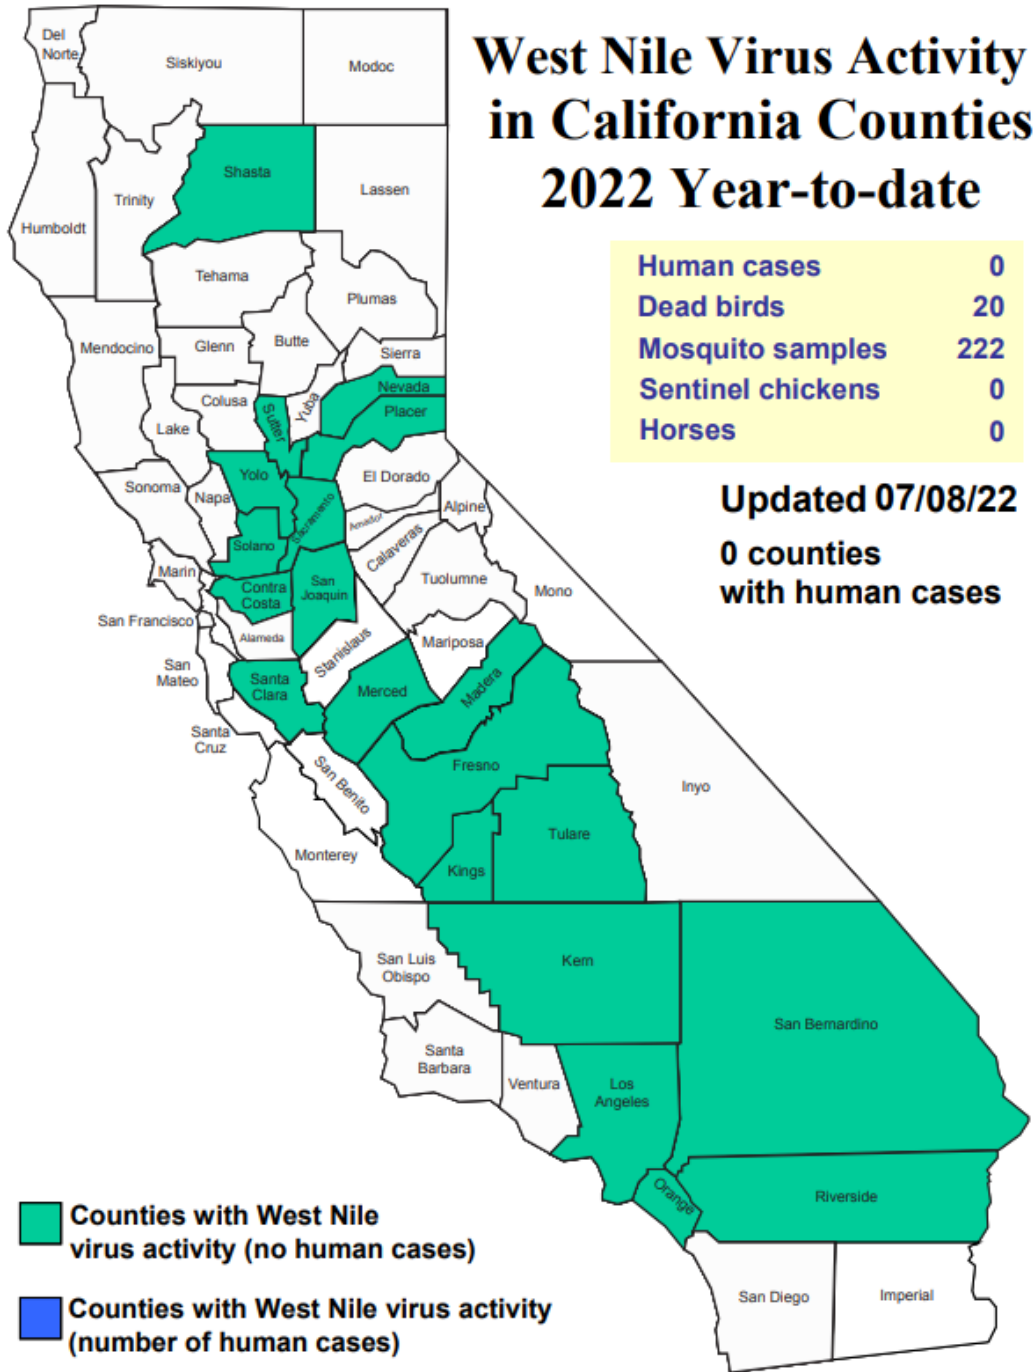 West Nile Virus Activity
in California Counties
2022 Year-to-date
Human cases 0
Dead birds 20
Mosquito samples 222
Sentinel chickens 0
Horses 0
Updated 07/08/22
0 counties
with human cases
Del
Norte
Siskiyou
Modoc
Shasta
Lassen
Trinity
Humboldt
Tehama
Plumas
Mendocino
Glenn
Butte
Sierra
Nevada
Colusa
Sutter
Yuba
Placer
Lake
Sonoma
Napa
Yolo
El Dorado
Sacramento
Amador
Alpine
Solano
Calaveras
Marin
Contra
Costa
San
Joaquin
Tuolumne
Mono
San Francisco
Alameda
Stanislaus
Mariposa
San
Mateo
Santa
Clara
Merced
Madera
Santa
Cruz
San Benito
Fresno
Inyo
Monterey
Kings
Tulare
San Luis
Obispo
Kern
San Bernardino
Santa
Barbara
Ventura
Los
Angeles
Orange
Riverside
San Diego
Imperial
Counties with West Nile
virus activity (no human cases)
Counties with West Nile virus activity
(number of human cases)